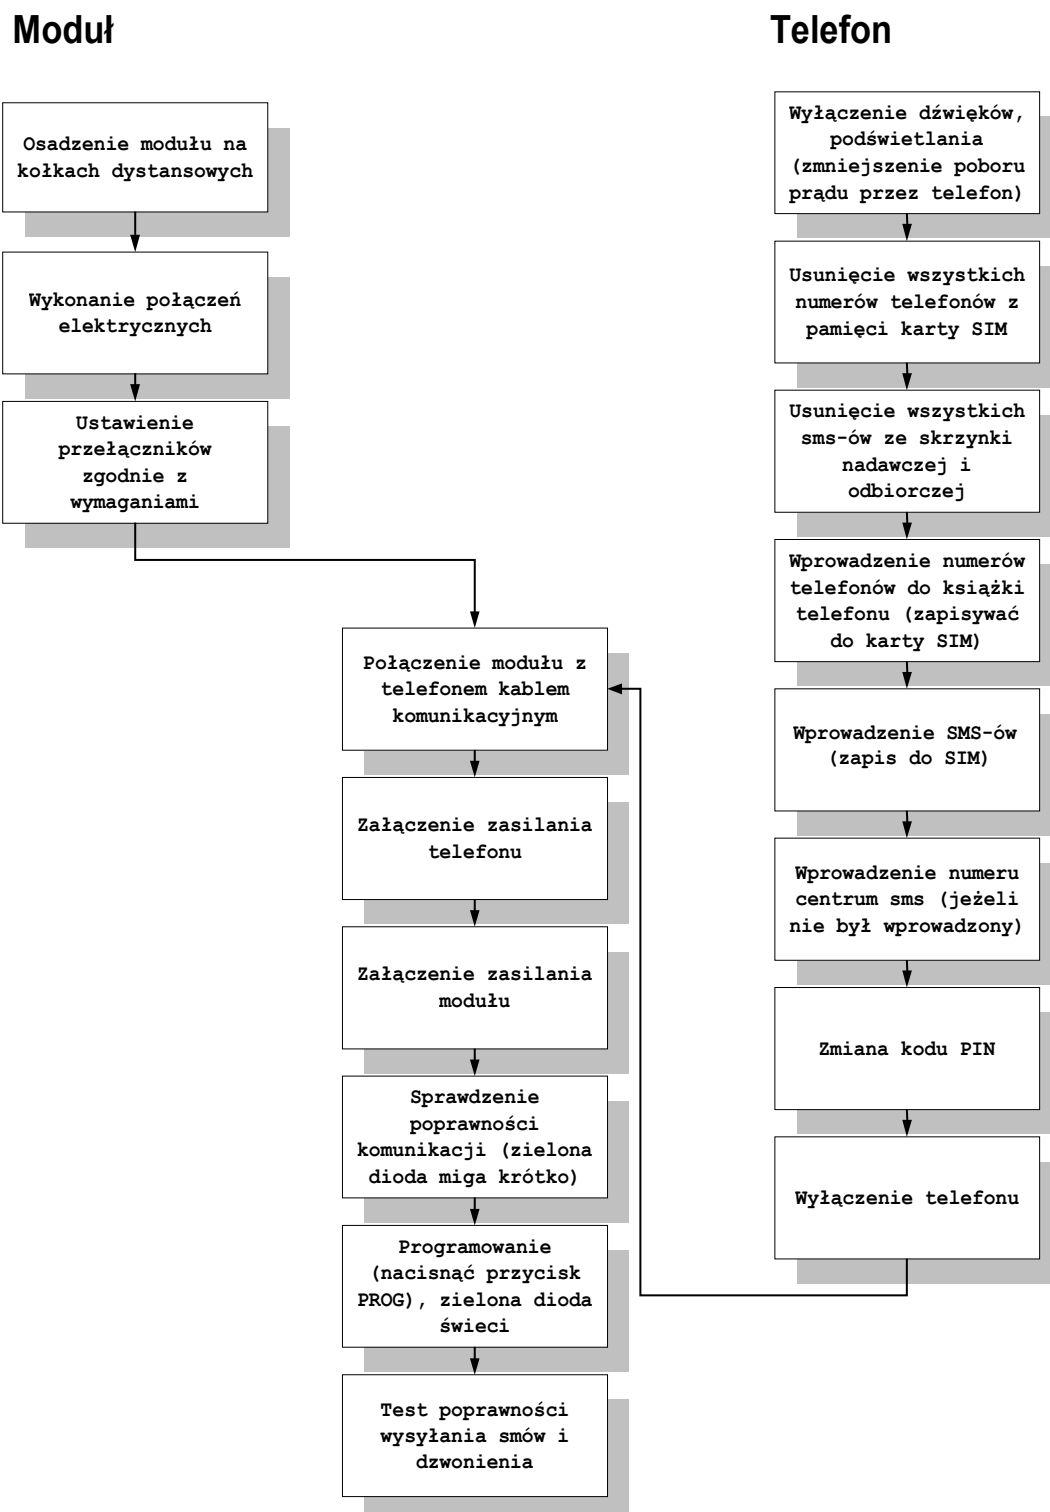 Moduł
Telefon
Osadzenie modułu na
kołkach dystansowych
Wykonanie połączeń
elektrycznych
Ustawienie
przełączników
zgodnie z
wymaganiami
Wyłączenie dźwięków,
podświetlania
(zmniejszenie poboru
prądu przez telefon)
Usunięcie wszystkich
numerów telefonów z
pamięci karty SIM
Usunięcie wszystkich
sms-ów ze skrzynki
nadawczej i
odbiorczej
Wprowadzenie numerów
telefonów do książki
telefonu (zapisywać
do karty SIM)
Wprowadzenie SMS-ów
(zapis do SIM)
Wprowadzenie numeru
centrum sms (jeżeli
nie był wprowadzony)
Zmiana kodu PIN
Wyłączenie telefonu
Połączenie modułu z
telefonem kablem
komunikacyjnym
Załączenie zasilania
telefonu
Załączenie zasilania
modułu
Sprawdzenie
poprawności
komunikacji (zielona
dioda miga krótko)
Programowanie
(nacisnąć przycisk
PROG), zielona dioda
świeci
Test poprawności
wysyłania smów i
dzwonienia